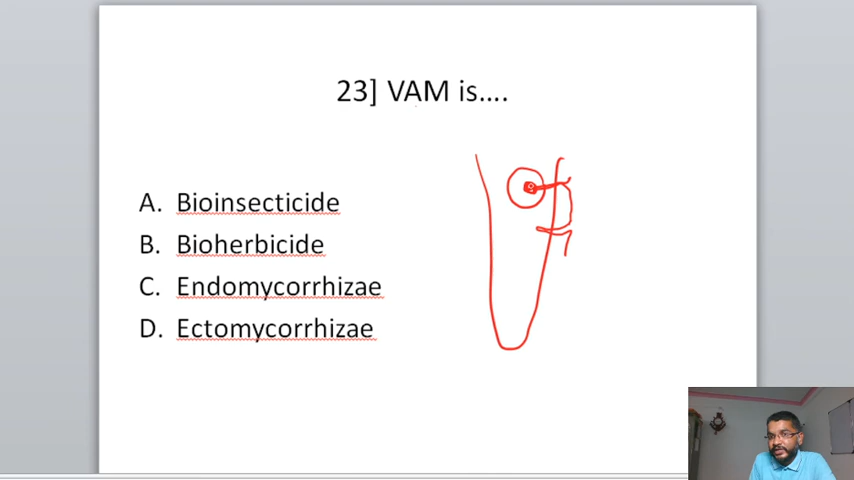 23] VAM is....
A. Bioinsecticide
B. Bioherbicide
C. Endomycorrhizae
D. Ectomycorrhizae